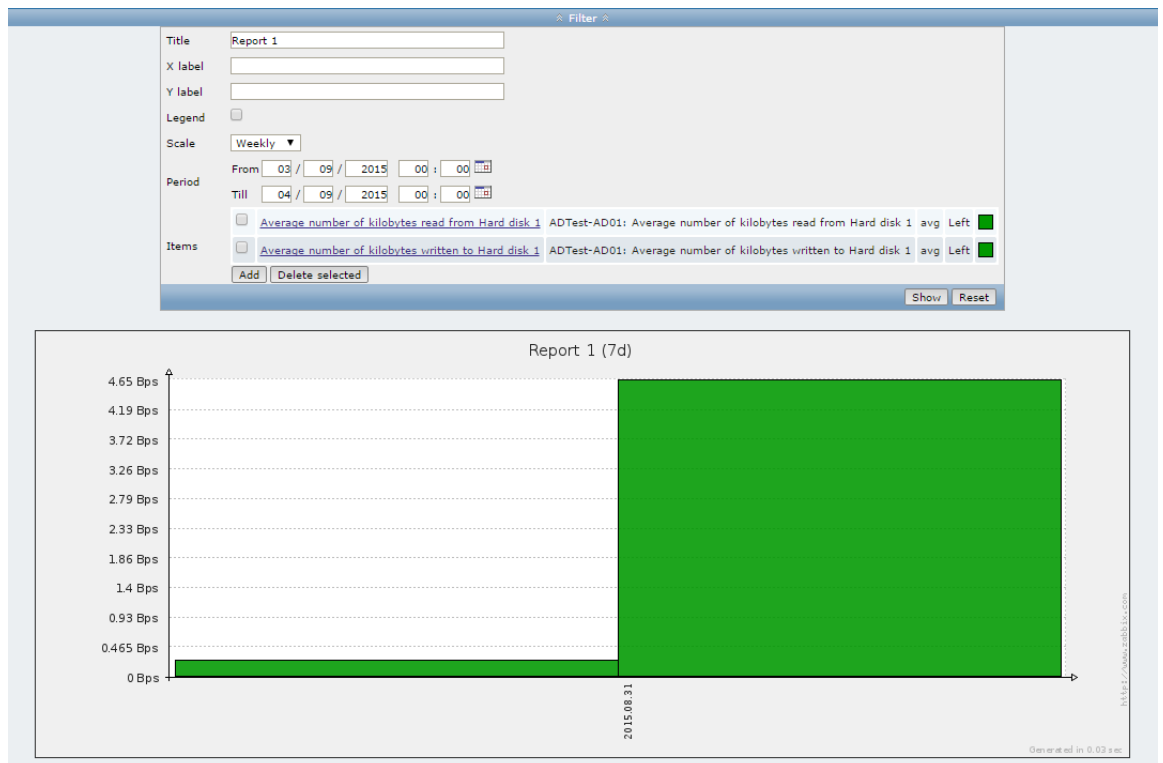 « Filter «
Title Report 1
X label
Y label
Legend
Scale Weekly ▼
Period From 03 / 09 / 2015 00 : 00
Till 04 / 09 / 2015 00 : 00
Items
Average number of kilobytes read from Hard disk 1 ADTest-AD01: Average number of kilobytes read from Hard disk 1 avg Left
Average number of kilobytes written to Hard disk 1 ADTest-AD01: Average number of kilobytes written to Hard disk 1 avg Left
Add Delete selected
Show Reset
Report 1 (7d)
4.65 Bps
4.19 Bps
3.72 Bps
3.26 Bps
2.79 Bps
2.33 Bps
1.86 Bps
1.4 Bps
0.93 Bps
0.465 Bps
0 Bps
2015.08.31
http://www.zabbix.com
Generated in 0.03 sec